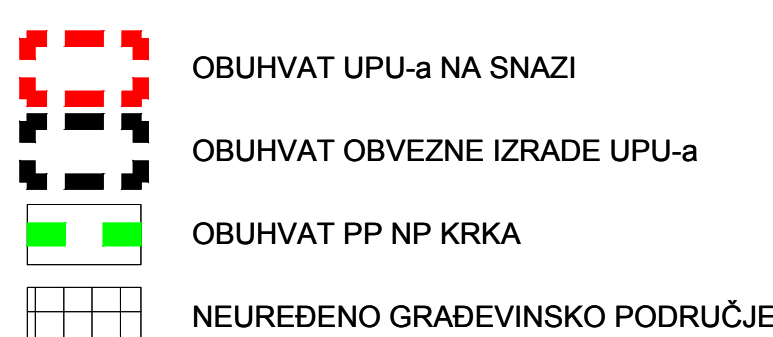 OBUHVAT UPU-a NA SNAZI
OBUHVAT OBVEZNE IZRADE UPU-a
OBUHVAT PP NP KRKA
NEUREĐENO GRAĐEVINSKO PODRUČJE